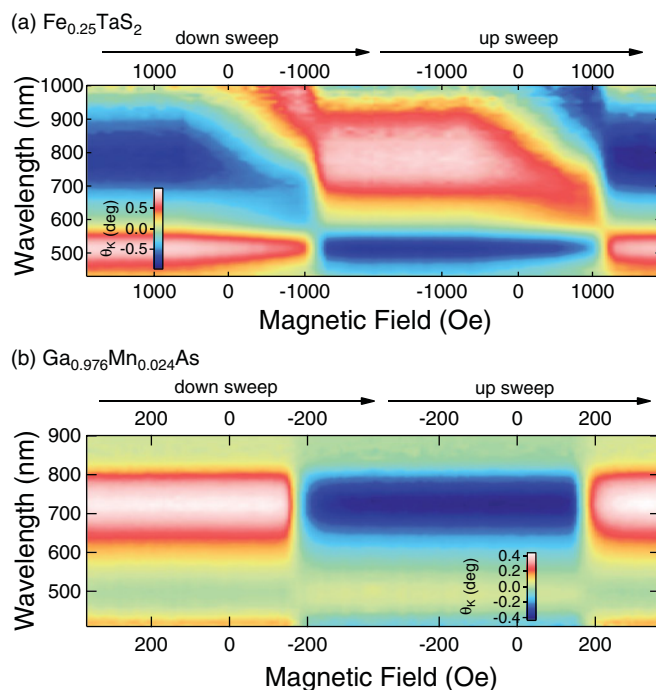 (a) Fe0.25TaS2
down sweep up sweep
1000 0 -1000 -1000 0 1000
Wavelength (nm)
1000
900
800
700
600
500
θK (deg)
0.5
0.0
-0.5
1000 0 -1000 -1000 0 1000
Magnetic Field (Oe)
(b) Ga0.976Mn0.024As
down sweep up sweep
200 0 -200 -200 0 200
Wavelength (nm)
900
800
700
600
500
θK (deg)
0.4
0.2
0.0
-0.2
-0.4
200 0 -200 -200 0 200
Magnetic Field (Oe)